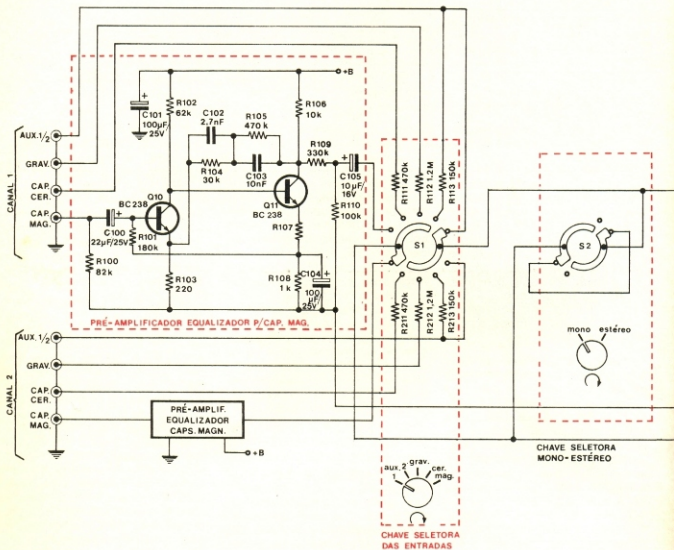 CANAL 1
AUX. 1/2
GRAV.
CAP.
CER.
CAP.
MAG.
+B
C101
100µF/
25V
R102
62k
C102
2.7nF
R105
470k
R106
10k
R104
30k
C103
10nF
R109
330k
C105
10µF/
16V
Q10
BC 238
Q11
BC 238
R110
100k
C100
22µF/25V
R101
180k
R107
R100
82k
R103
220
R108
1k
C104
100
µF/
25V
PRÉ-AMPLIFICADOR EQUALIZADOR P/CAP. MAG.
R111 470k
R112 1,2M
R113 150k
S1
R211 470k
R212 1,2M
R213 150k
S2
mono
estéreo
CHAVE SELETORA
MONO-ESTÉREO
CANAL 2
AUX. 1/2
GRAV.
CAP.
CER.
CAP.
MAG.
PRÉ-AMPLIF.
EQUALIZADOR
CAPS. MAGN.
+B
aux.
1
2
grav.
cer.
mag.
CHAVE SELETORA
DAS ENTRADAS